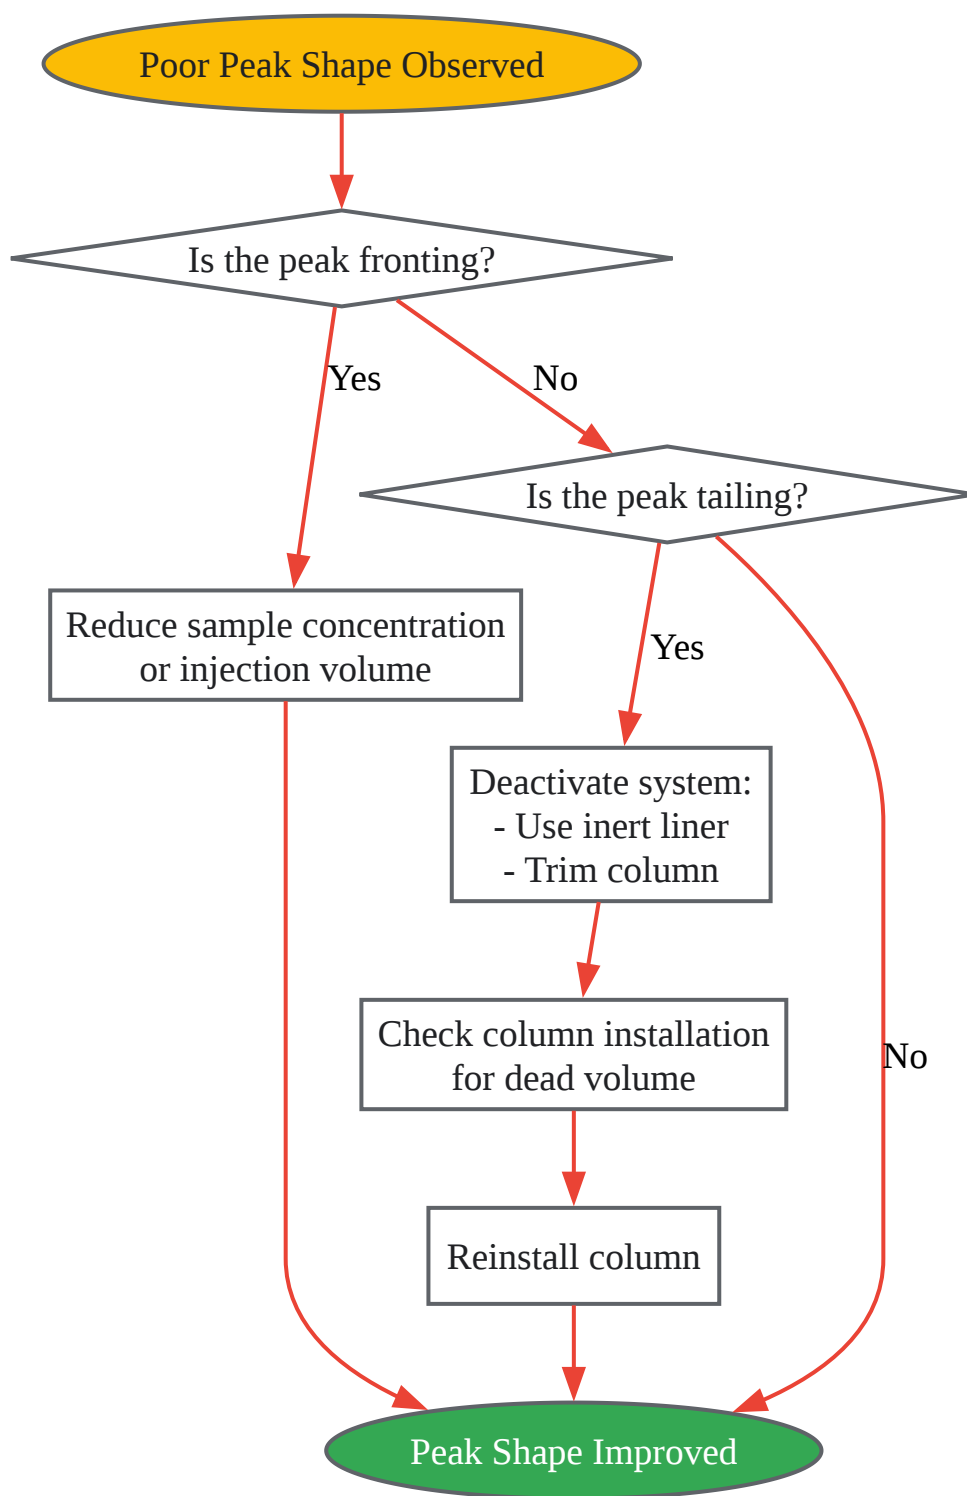 Poor Peak Shape Observed
Is the peak fronting?
Yes
No
Is the peak tailing?
Reduce sample concentration
or injection volume
Yes
Deactivate system:
- Use inert liner
- Trim column
Check column installation
for dead volume
No
Reinstall column
Peak Shape Improved